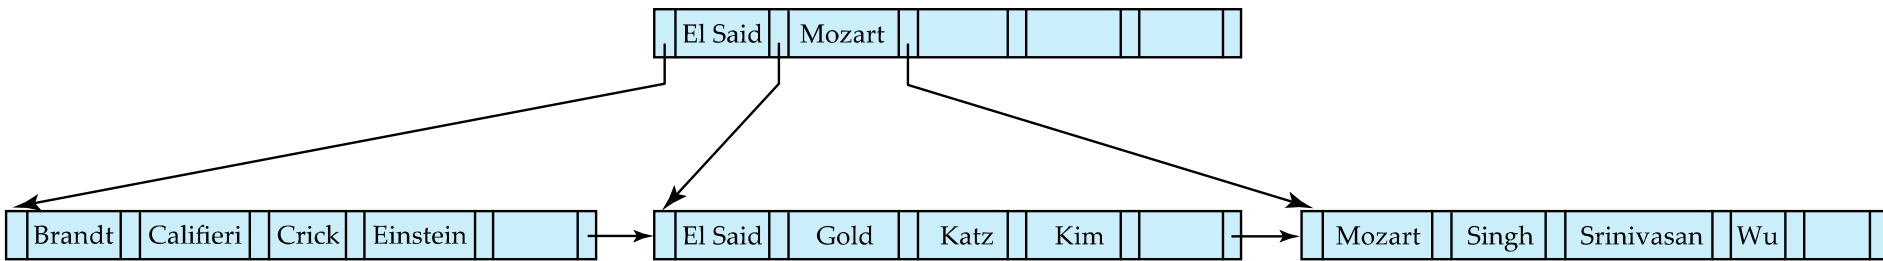 El Said Mozart
Brandt Califieri Crick Einstein El Said Gold Katz Kim Mozart Singh Srinivasan Wu